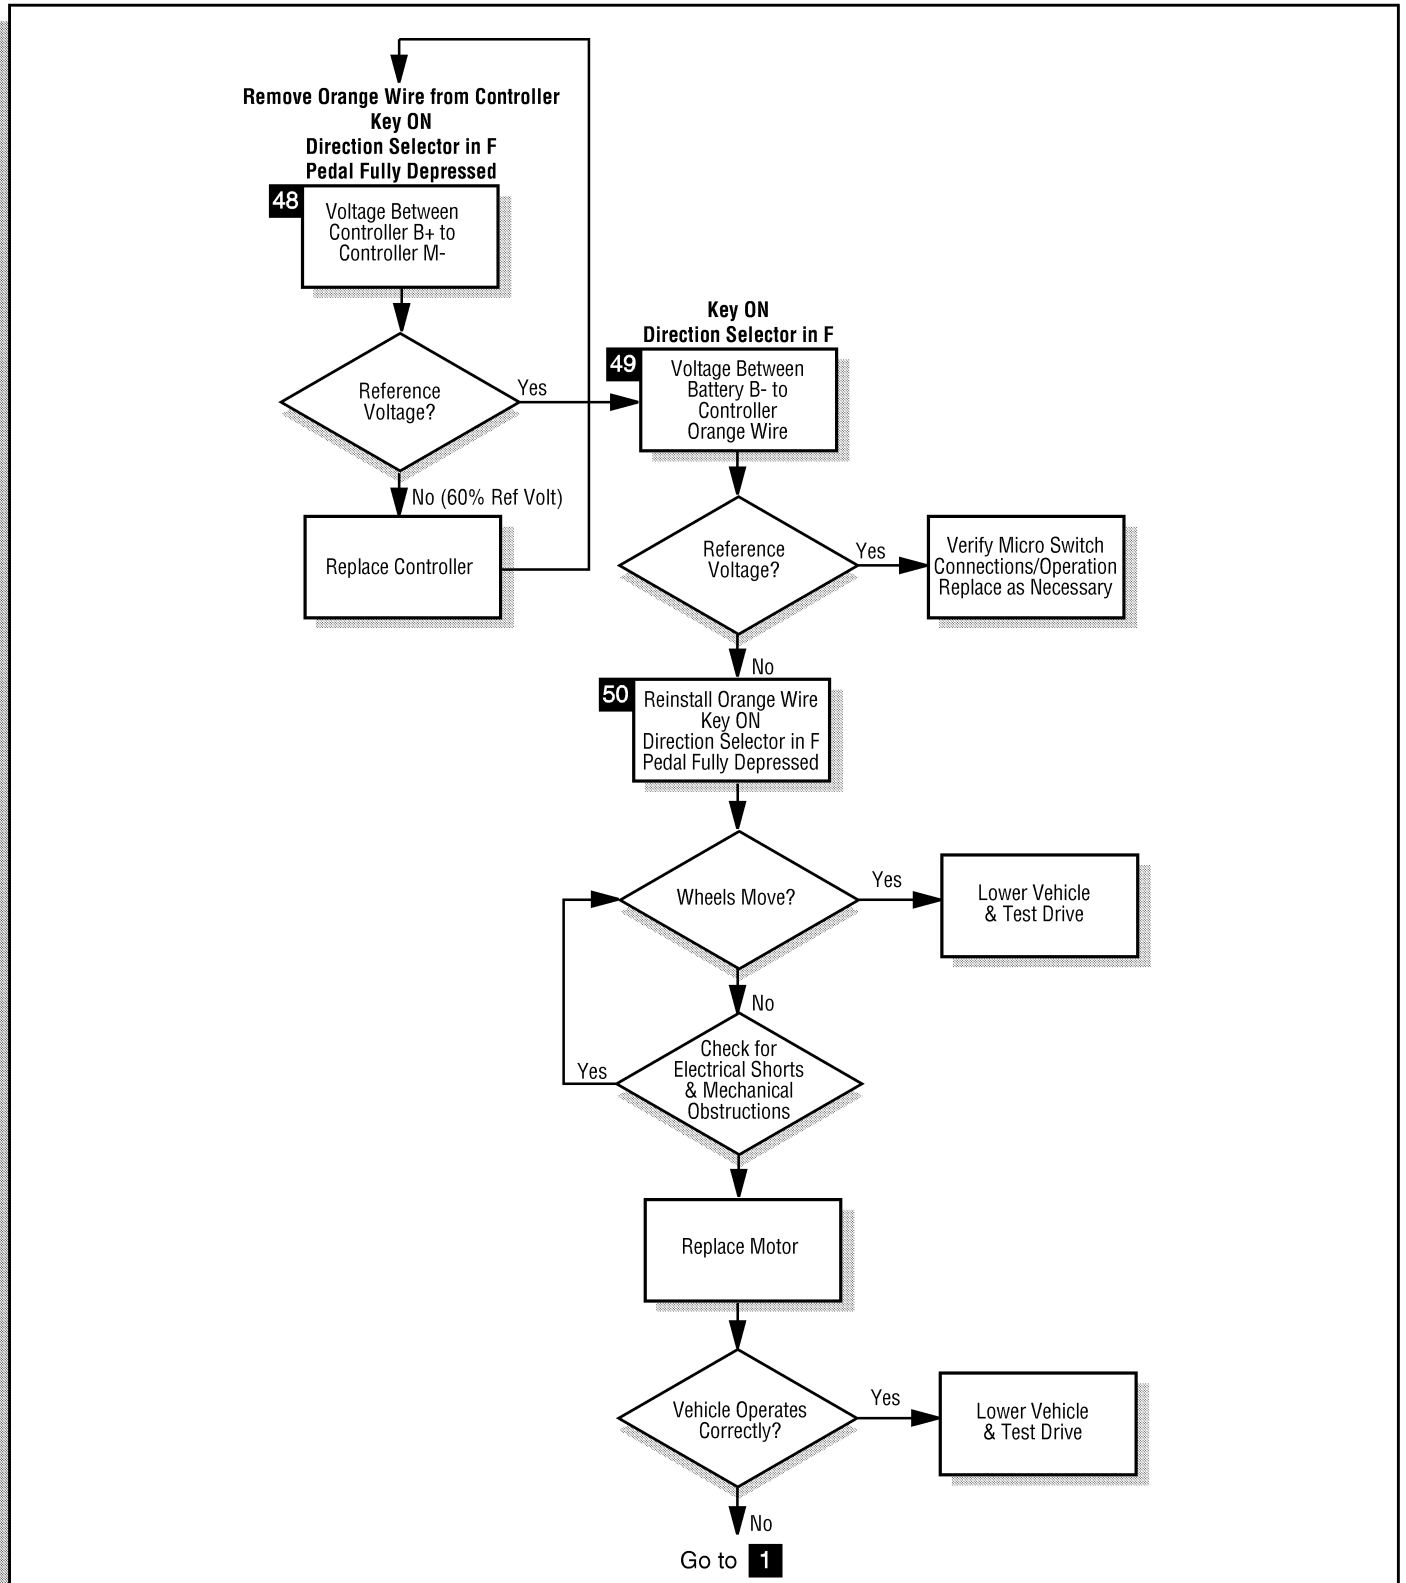 Remove Orange Wire from Controller
Key ON
Direction Selector in F
Pedal Fully Depressed
48
Voltage Between
Controller B+ to
Controller M-
Reference
Voltage?
Yes
No (60% Ref Volt)
Replace Controller
Key ON
Direction Selector in F
49
Voltage Between
Battery B- to
Controller
Orange Wire
Reference
Voltage?
Yes
Verify Micro Switch
Connections/Operation
Replace as Necessary
No
50
Reinstall Orange Wire
Key ON
Direction Selector in F
Pedal Fully Depressed
Wheels Move?
Yes
Lower Vehicle
& Test Drive
No
Check for
Electrical Shorts
& Mechanical
Obstructions
Yes
Replace Motor
Vehicle Operates
Correctly?
Yes
Lower Vehicle
& Test Drive
No
Go to 1